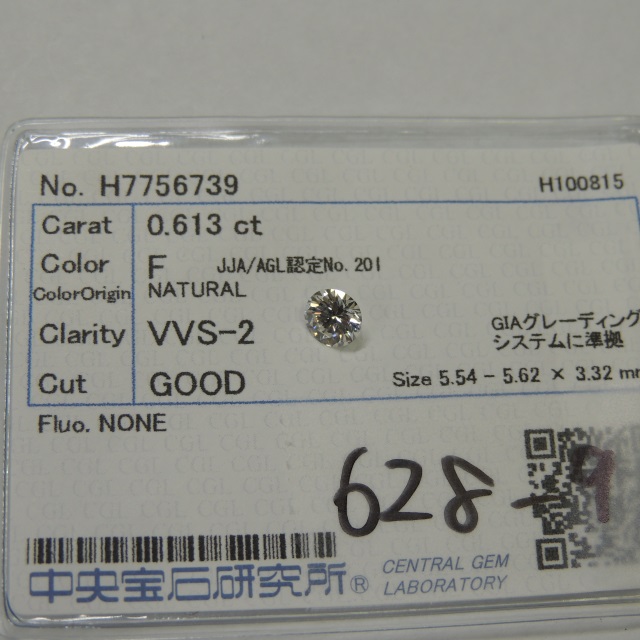 No. H7756739 H100815
Carat 0.613 ct
Color F JJA/AGL認定No. 201
ColorOrigin NATURAL
Clarity VVS-2 GIAグレーディング
システムに準拠
Cut GOOD Size 5.54 - 5.62 × 3.32 mm
Fluo. NONE
628-9
中央宝石研究所® CENTRAL GEM
LABORATORY